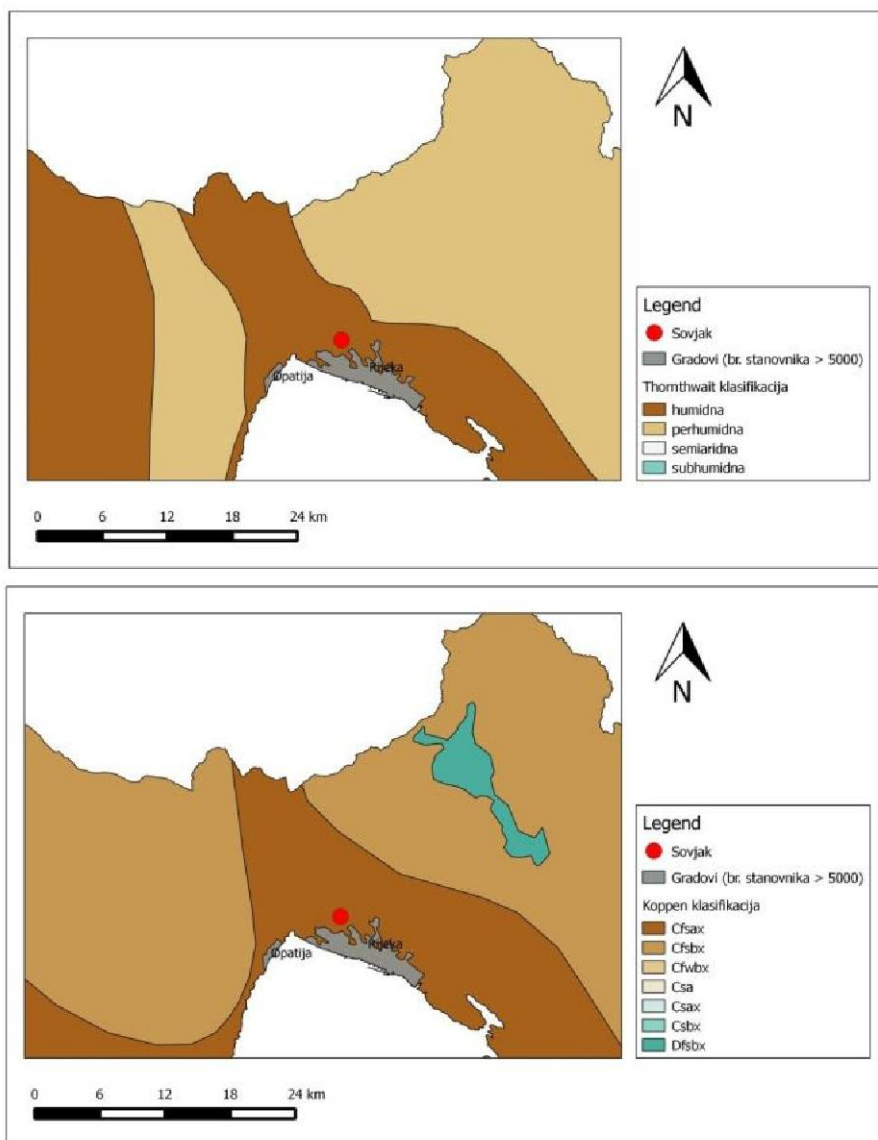 N
Legend
Sovjak
Gradovi (br. stanovnika > 5000)
Thornthwait klasifikacija
humidna
perhumidna
semiaridna
subhumidna
Opatija
Rijeka
0 6 12 18 24 km
N
Legend
Sovjak
Gradovi (br. stanovnika > 5000)
Koppen klasifikacija
Cfsax
Cfsbx
Cfwbx
Csa
Csax
Csbx
Dfsbx
Opatija
Rijeka
0 6 12 18 24 km